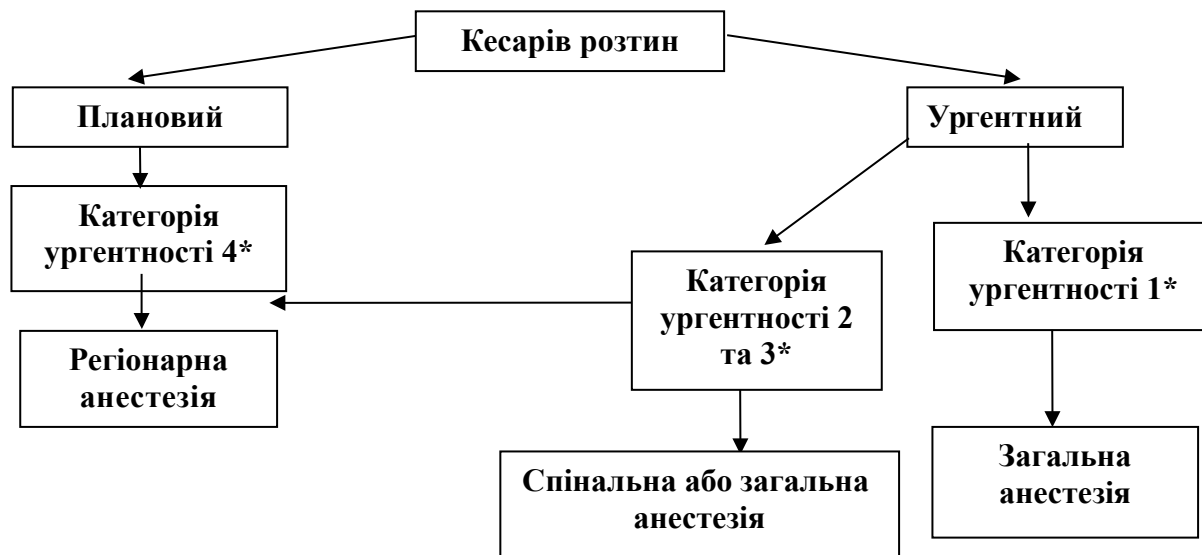 Кесарів розтин
Плановий
Ургентний
Категорія
ургентності 4*
Категорія
ургентності 2
та 3*
Категорія
ургентності 1*
Регіонарна
анестезія
Спінальна або загальна
анестезія
Загальна
анестезія